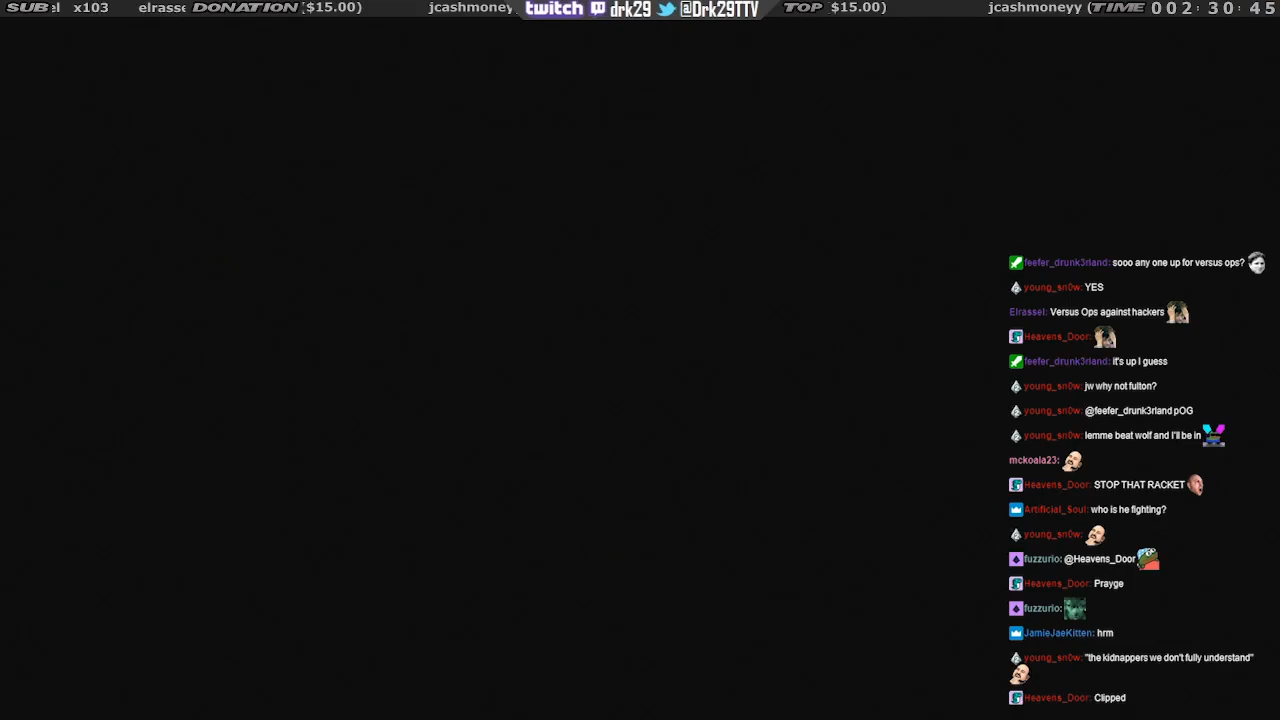 SUB el x103 elrasse DONATION $15.00) jcashmoney twitch drk29 @Drk29TTV TOP $15.00) jcashmoneyy ( TIME 002:30:45
feefer_drunk3rland: sooo any one up for versus ops?
young_sn0w: YES
Elrassel: Versus Ops against hackers
Heavens_Door:
feefer_drunk3rland: it's up I guess
young_sn0w: jw why not fulton?
young_sn0w: @feefer_drunk3rland pOG
young_sn0w: lemme beat wolf and I'll be in
mckoala23:
Heavens_Door: STOP THAT RACKET
Artificial_Soul: who is he fighting?
young_sn0w:
fuzzurio: @Heavens_Door
Heavens_Door: Prayge
fuzzurio:
JamieJaeKitten: hrm
young_sn0w: "the kidnappers we don't fully understand"
Heavens_Door: Clipped